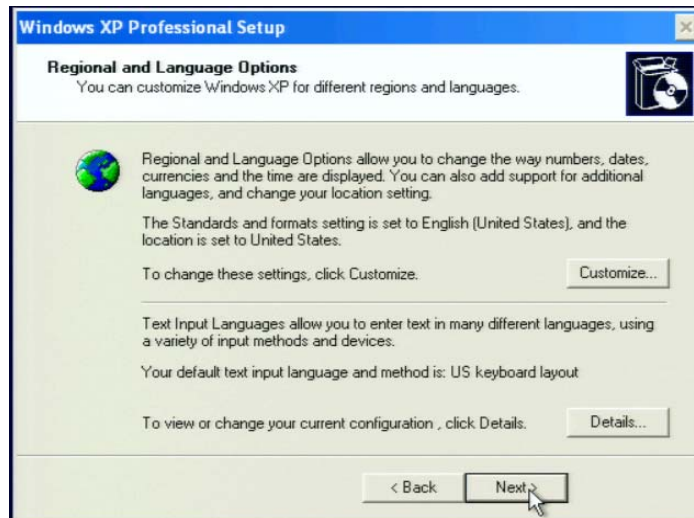 Windows XP Professional Setup
Regional and Language Options
You can customize Windows XP for different regions and languages.
Regional and Language Options allow you to change the way numbers, dates,
currencies and the time are displayed. You can also add support for additional
languages, and change your location setting.
The Standards and formats setting is set to English (United States), and the
location is set to United States.
To change these settings, click Customize.
Customize...
Text Input Languages allow you to enter text in many different languages, using
a variety of input methods and devices.
Your default text input language and method is: US keyboard layout
To view or change your current configuration , click Details.
Details...
< Back
Next >